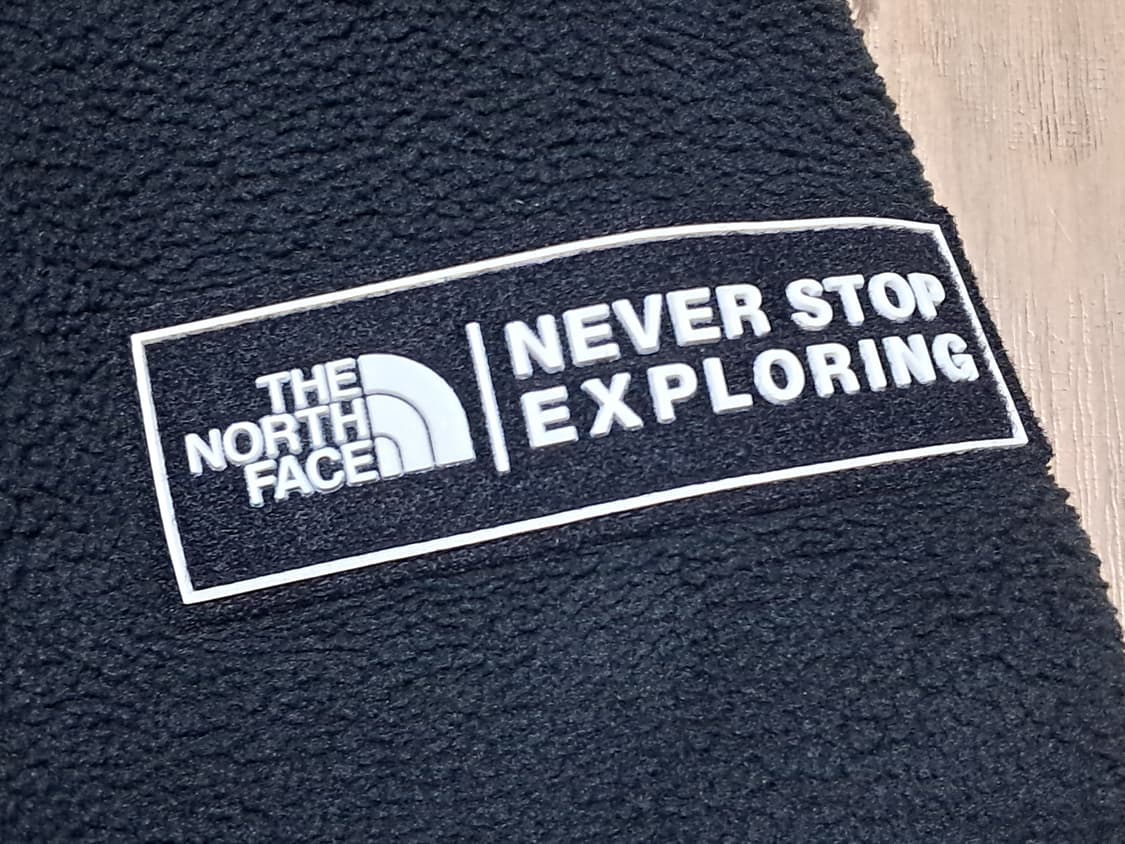 THE
NORTH
FACE
NEVER STOP
EXPLORING